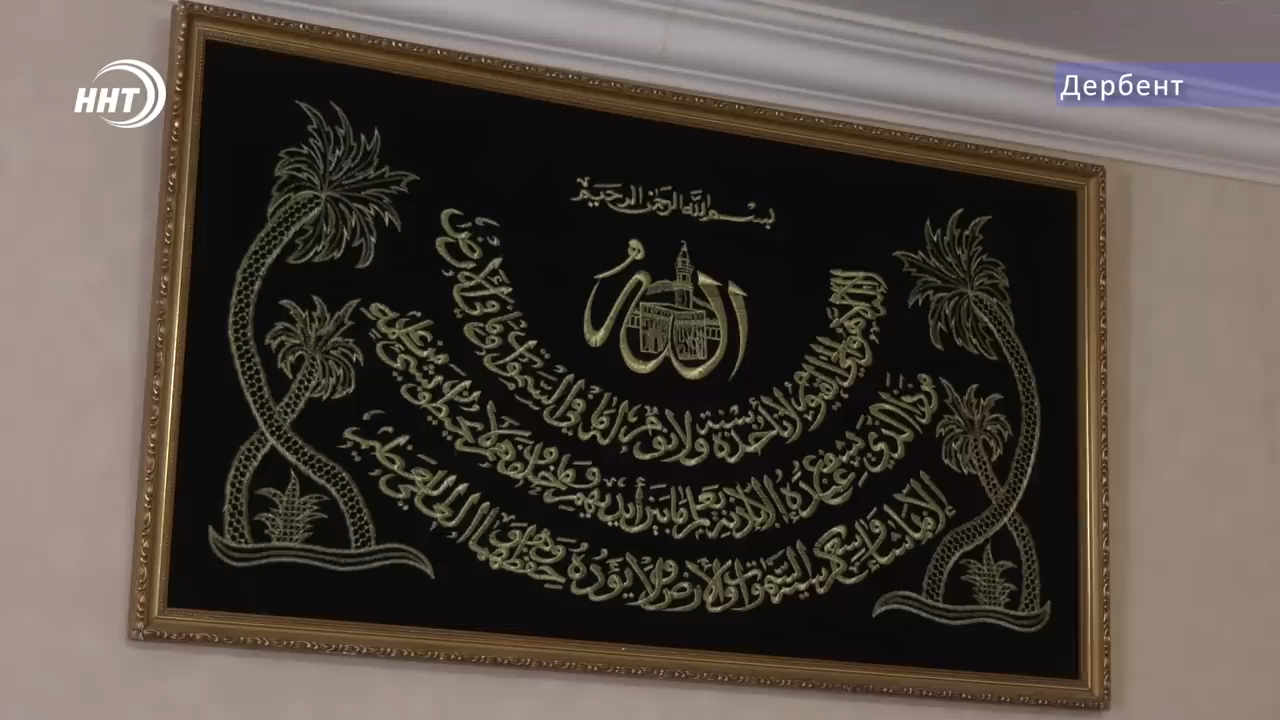 ННТ
Дербент
بسم الله الرحمن الرحيم
الله
الله لا إله إلا هو الحي القيوم لا تأخذه سنة ولا نوم له ما في السموات وما في الأرض
من ذا الذي يشفع عنده إلا بإذنه يعلم ما بين أيديهم وما خلفهم ولا يحيطون بشيء من علمه
إلا بما شاء وسع كرسيه السموات والأرض ولا يؤده حفظهما وهو العلي العظيم